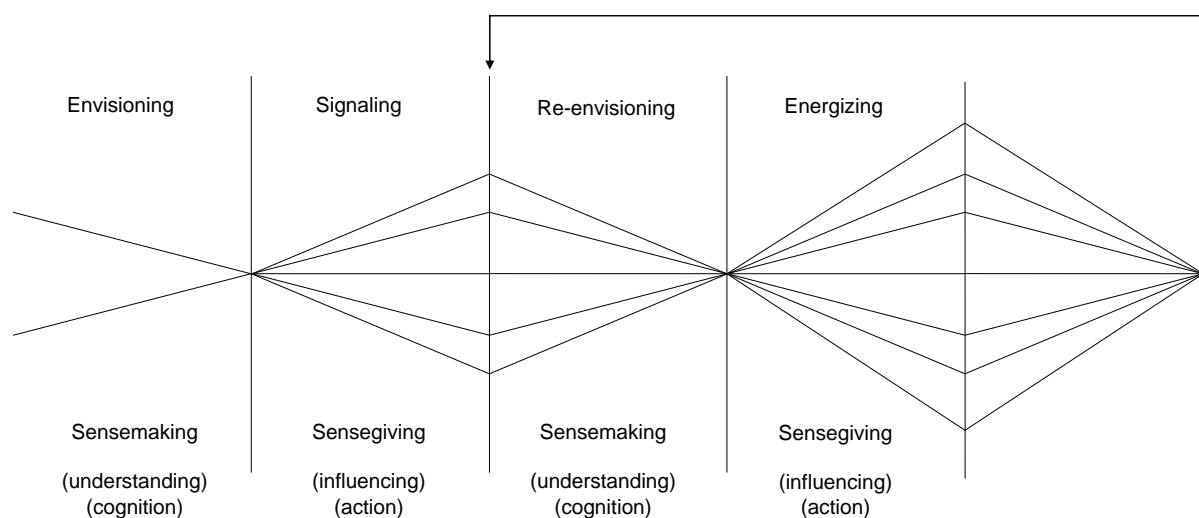 Envisioning
Signaling
Re-envisioning
Energizing
Sensemaking
Sensegiving
Sensemaking
Sensegiving
(understanding)
(cognition)
(influencing)
(action)
(understanding)
(cognition)
(influencing)
(action)